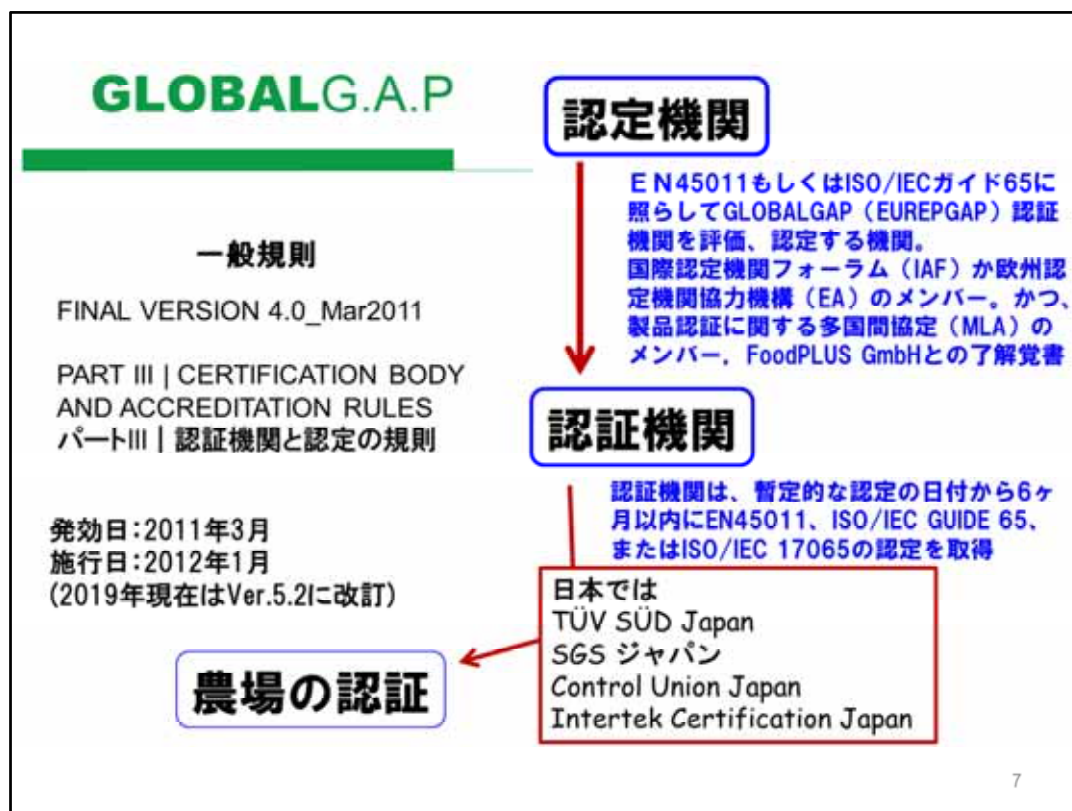 GLOBALG.A.P
一般規則
FINAL VERSION 4.0_Mar2011
PART III | CERTIFICATION BODY
AND ACCREDITATION RULES
パートIII | 認証機関と認定の規則
発効日：2011年3月
施行日：2012年1月
(2019年現在はVer.5.2に改訂)
認定機関
ＥＮ45011もしくはISO/IECガイド65に
照らしてGLOBALGAP（EUREPGAP）認証
機関を評価、認定する機関。
国際認定機関フォーラム（IAF）か欧州認
定機関協力機構（EA）のメンバー。かつ、
製品認証に関する多国間協定（MLA）の
メンバー．FoodPLUS GmbHとの了解覚書
認証機関
認証機関は、暫定的な認定の日付から6ヶ
月以内にEN45011、ISO/IEC GUIDE 65、
またはISO/IEC 17065の認定を取得
日本では
TÜV SÜD Japan
SGS ジャパン
Control Union Japan
Intertek Certification Japan
農場の認証
7